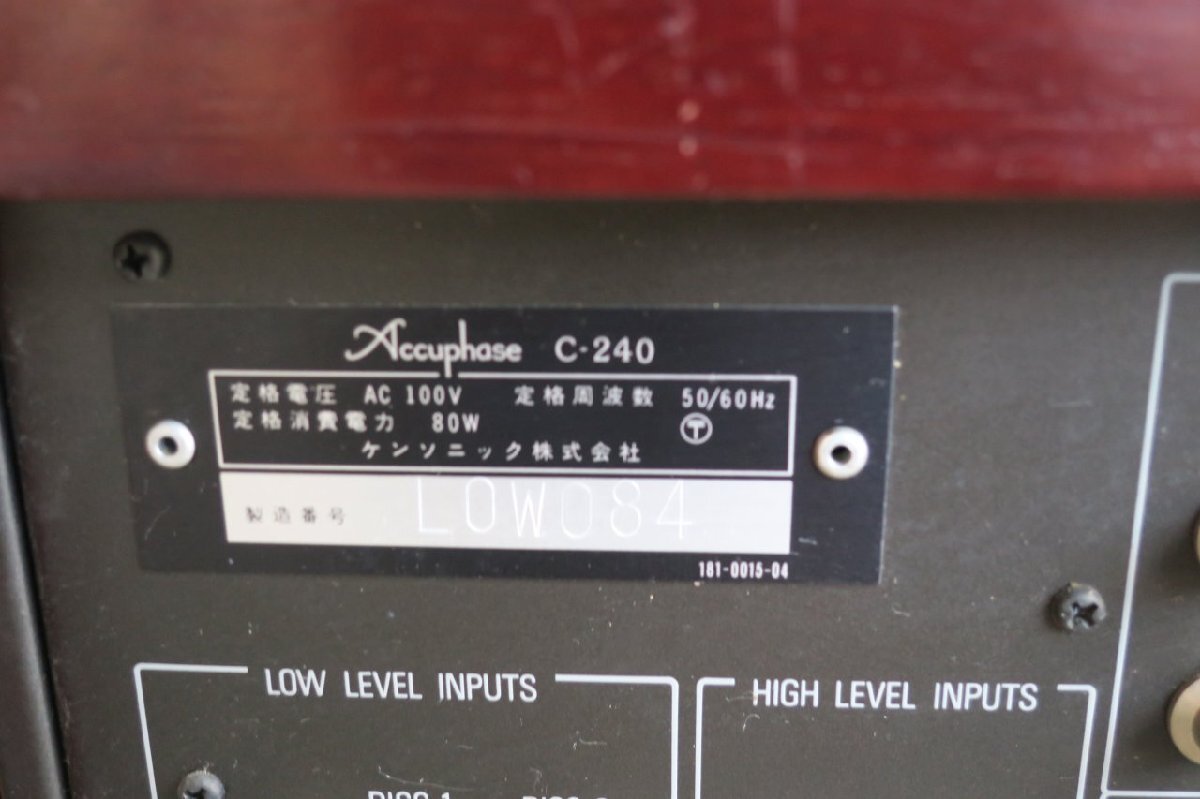 Accuphase C-240
定格電圧 AC 100V 定格周波数 50/60Hz
定格消費電力 80W
ケンソニック株式会社
製造番号 LOW084
181-0015-04
LOW LEVEL INPUTS
HIGH LEVEL INPUTS